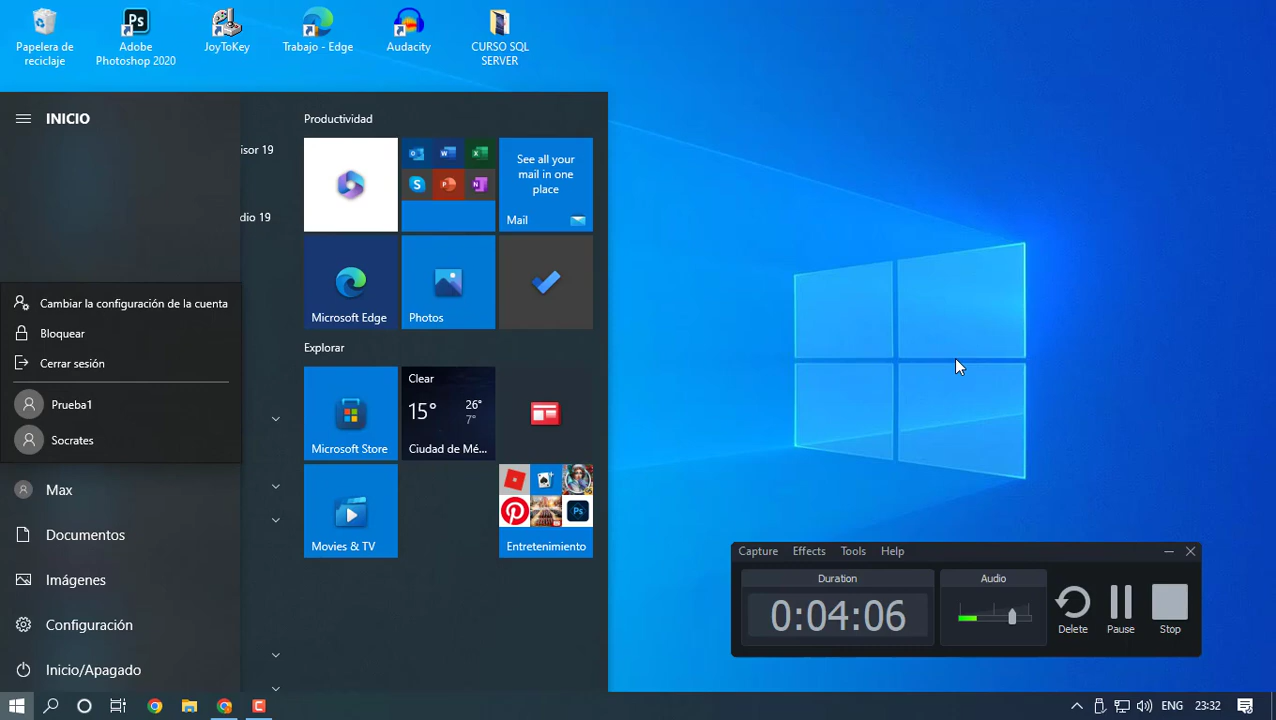 Papelera de
reciclaje
Ps
Adobe
Photoshop 2020
JoyToKey
Trabajo - Edge
Audacity
CURSO SQL
SERVER
INICIO
isor 19
dio 19
Cambiar la configuración de la cuenta
Bloquear
Cerrar sesión
Prueba1
Socrates
Max
Documentos
Imágenes
Configuración
Inicio/Apagado
Productividad
See all your
mail in one
place
Mail
Microsoft Edge
Photos
Explorar
Microsoft Store
Clear
15°
26°
7°
Ciudad de Mé...
Movies & TV
Ps
Entretenimiento
Capture
Effects
Tools
Help
Duration
0:04:06
Audio
Delete
Pause
Stop
ENG
23:32